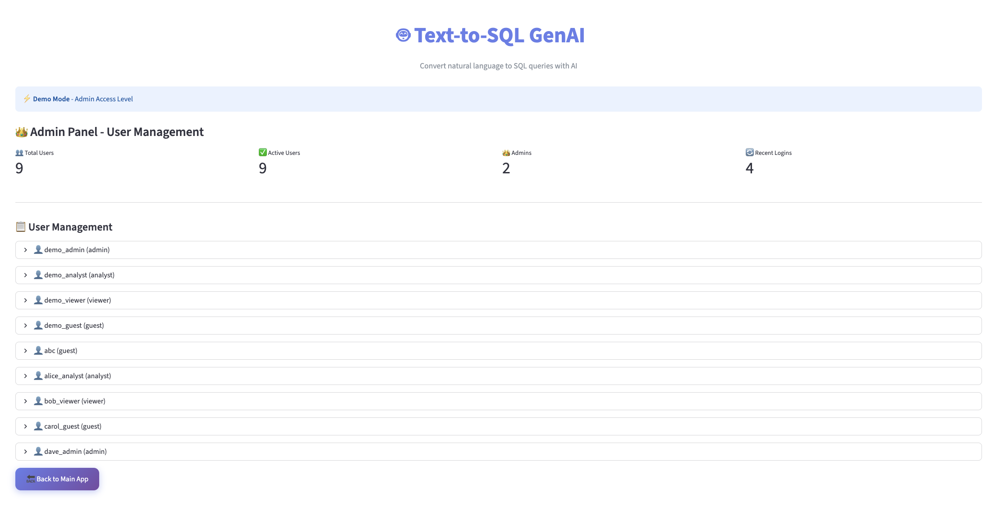 Text-to-SQL GenAI
Convert natural language to SQL queries with AI
⚡ Demo Mode - Admin Access Level
👑 Admin Panel - User Management
👥 Total Users
9
✅ Active Users
9
👑 Admins
2
🔄 Recent Logins
4
📋 User Management
👤 demo_admin (admin)
👤 demo_analyst (analyst)
👤 demo_viewer (viewer)
👤 demo_guest (guest)
👤 abc (guest)
👤 alice_analyst (analyst)
👤 bob_viewer (viewer)
👤 carol_guest (guest)
👤 dave_admin (admin)
🔙 Back to Main App